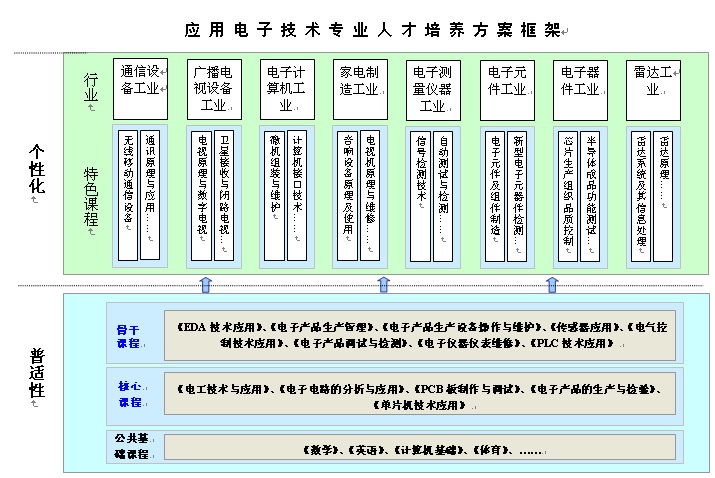 应用电子技术专业人才培养方案框架
个性化
行业
通信设
备工业
广播电
视设备
工业
电子计
算机工
业
家电制
造工业
电子测
量仪器
工业
电子元
件工业
电子器
件工业
雷达工
业
特色课程
无线移动通信设备
通讯原理与应用……
电视原理与数字电视
卫星接收与闭路电视…
微机组装与维护
计算机接口技术……
音响设备原理及使用
电视机原理与维修……
信号检测技术
自动测试与检测……
电子元件及组件制造
新型电子元器件检测…
芯片生产组织品质控制
半导体成品功能测试…
雷达系统及其信息处理
雷达原理……
普适性
骨干
课程
《EDA 技术应用》、《电子产品生产管理》、《电子产品生产设备操作与维护》、《传感器应用》、《电气控
制技术应用》、《电子产品调试与检测》、《电子仪器仪表维修》、《PLC 技术应用》
核心
课程
《电工技术与应用》、《电子电路的分析与应用》、《PCB 板制作与调试》、《电子产品的生产与检验》、
《单片机技术应用》
公共基
础课程
《数学》、《英语》、《计算机基础》、《体育》、……